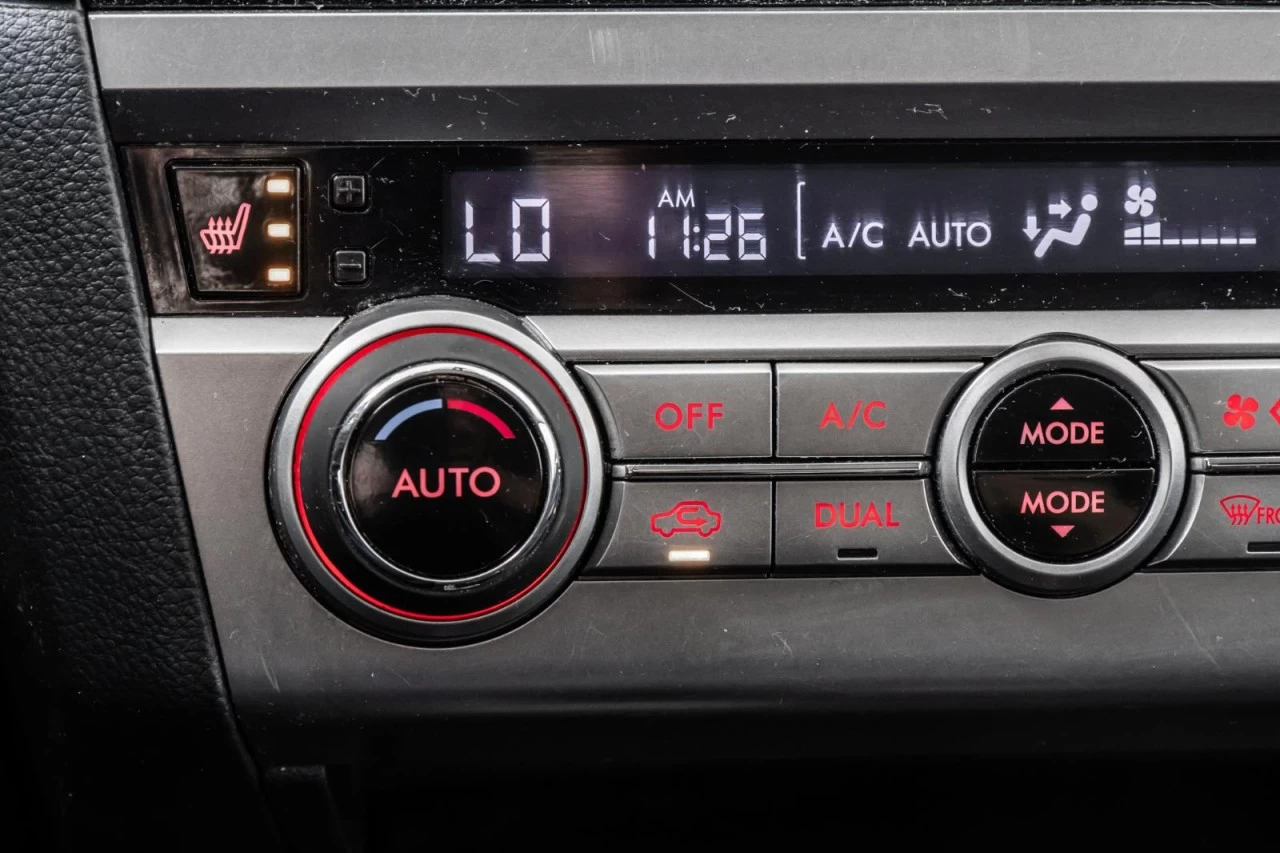 LO
AM
11:26
A/C AUTO
AUTO
OFF
A/C
MODE
MODE
DUAL